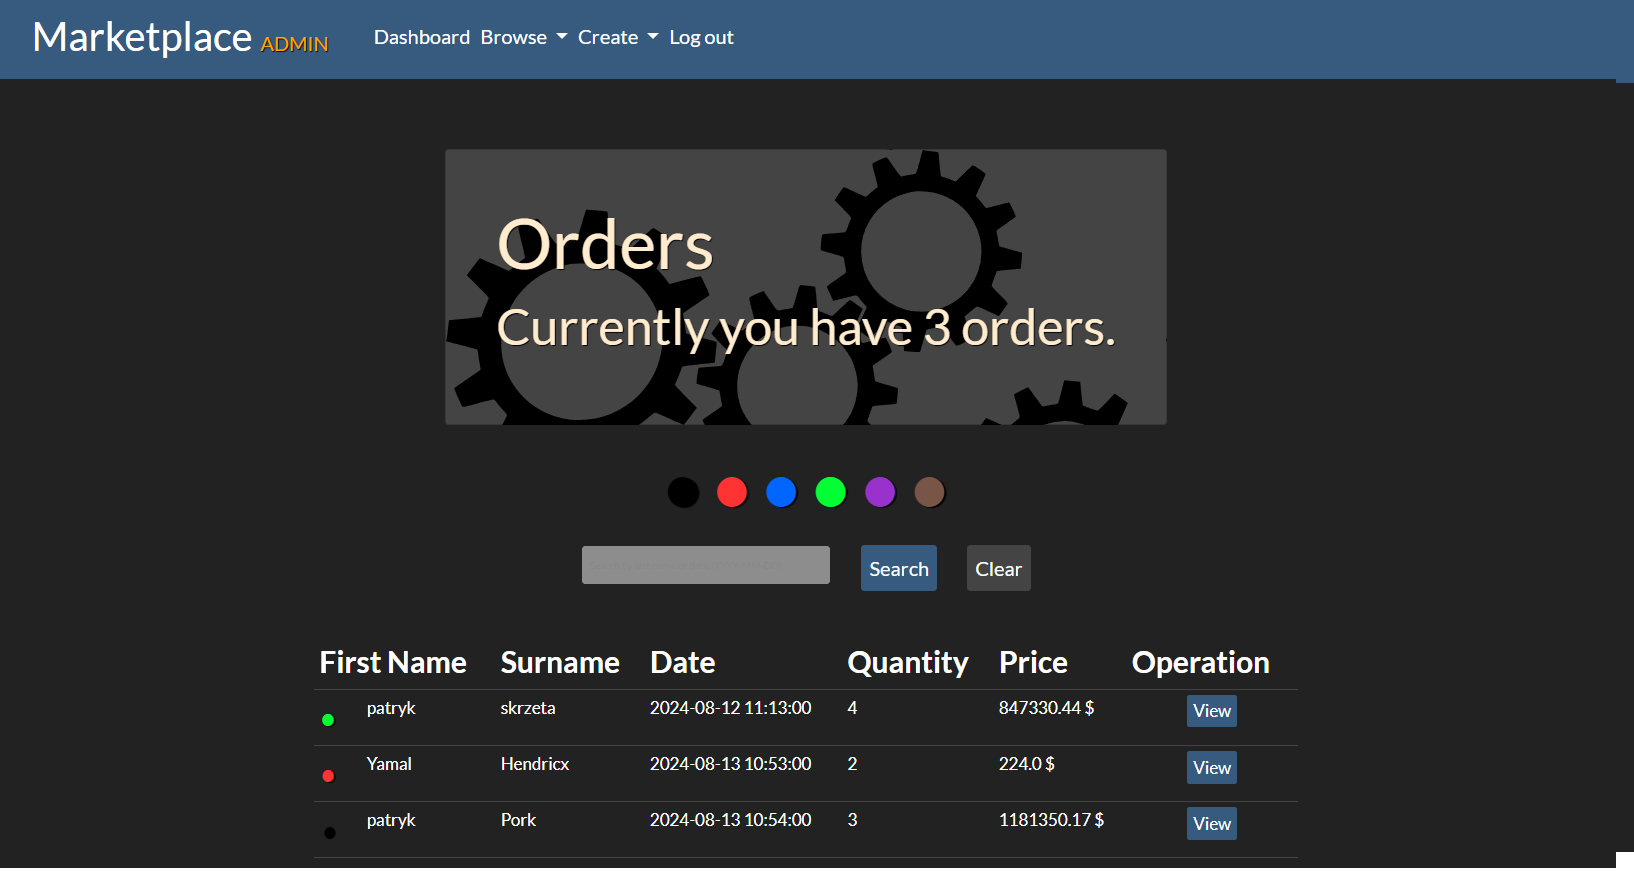 Marketplace ADMIN Dashboard Browse Create Log out
Orders
Currently you have 3 orders.
Search Clear
First Name Surname Date Quantity Price Operation
patryk skrzeta 2024-08-12 11:13:00 4 847330.44 $ View
Yamal Hendricx 2024-08-13 10:53:00 2 224.0 $ View
patryk Pork 2024-08-13 10:54:00 3 1181350.17 $ View